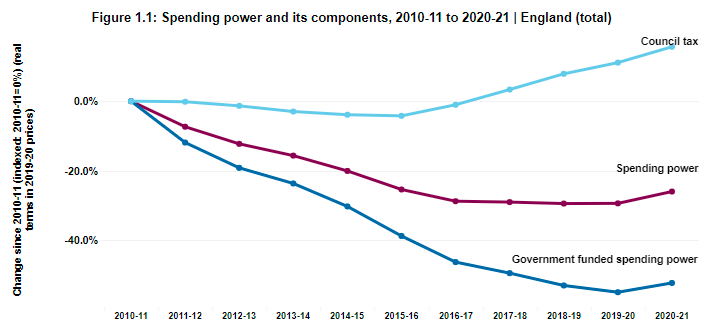 Figure 1.1: Spending power and its components, 2010-11 to 2020-21 | England (total)
Council tax
Change since 2010-11 (indexed: 2010-11=0%) (real
terms in 2019-20 prices)
0.0%
Spending power
-20.0%
-40.0%
Government funded spending power
2010-11 2011-12 2012-13 2013-14 2014-15 2015-16 2016-17 2017-18 2018-19 2019-20 2020-21